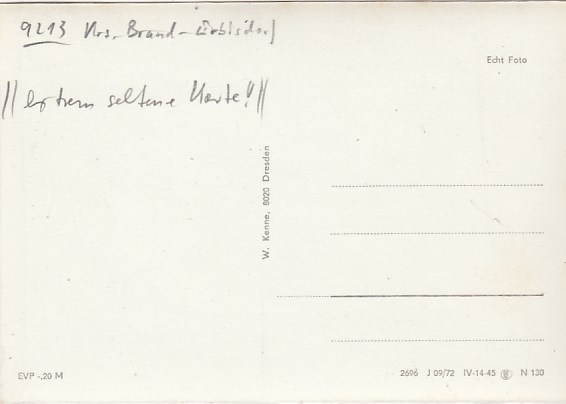 9213 Krs. Brand-Erbisdorf
Echt Foto
// Extrem seltene Karte! //
W. Kenne, 8020 Dresden
EVP -,20 M
2696 J 09/72 IV-14-45 N 130